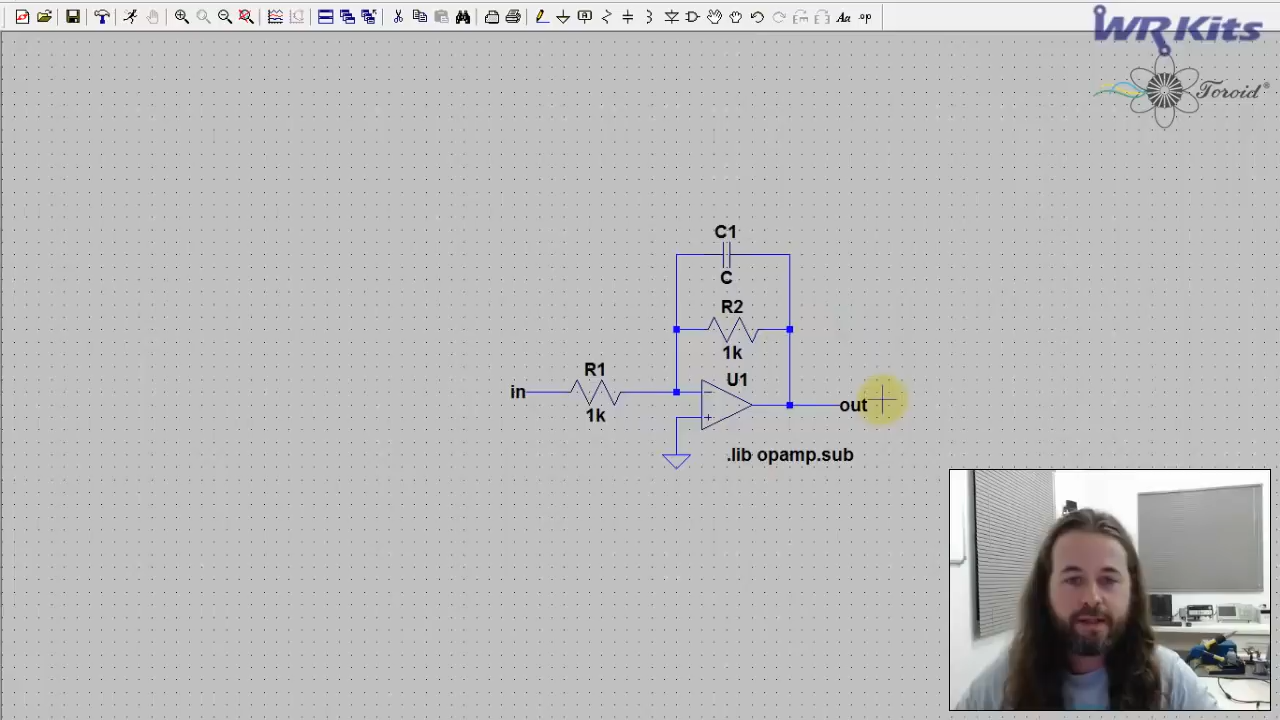 WR Kits
Toroid®
C1
C
R2
1k
R1
U1
in
1k
out
.lib opamp.sub